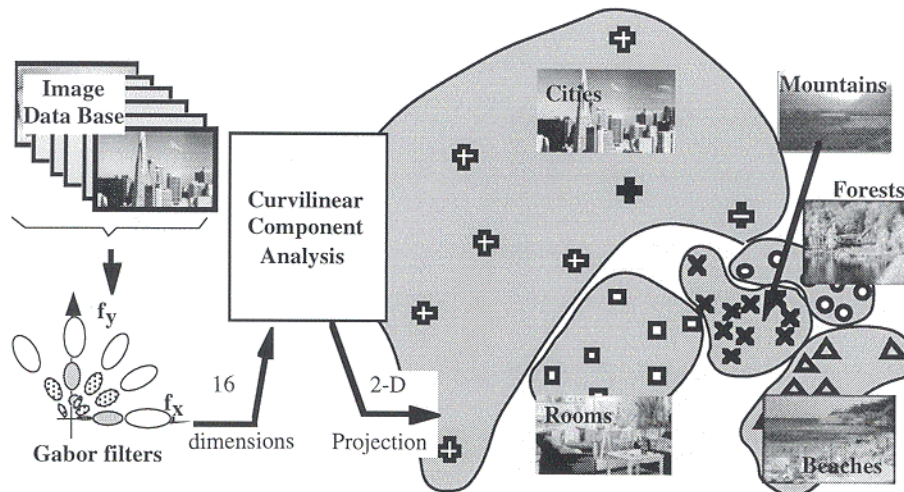 Image
Data Base
Curvilinear
Component
Analysis
fy
fx
Gabor filters
16
dimensions
2-D
Projection
Cities
Mountains
Forests
Rooms
Beaches